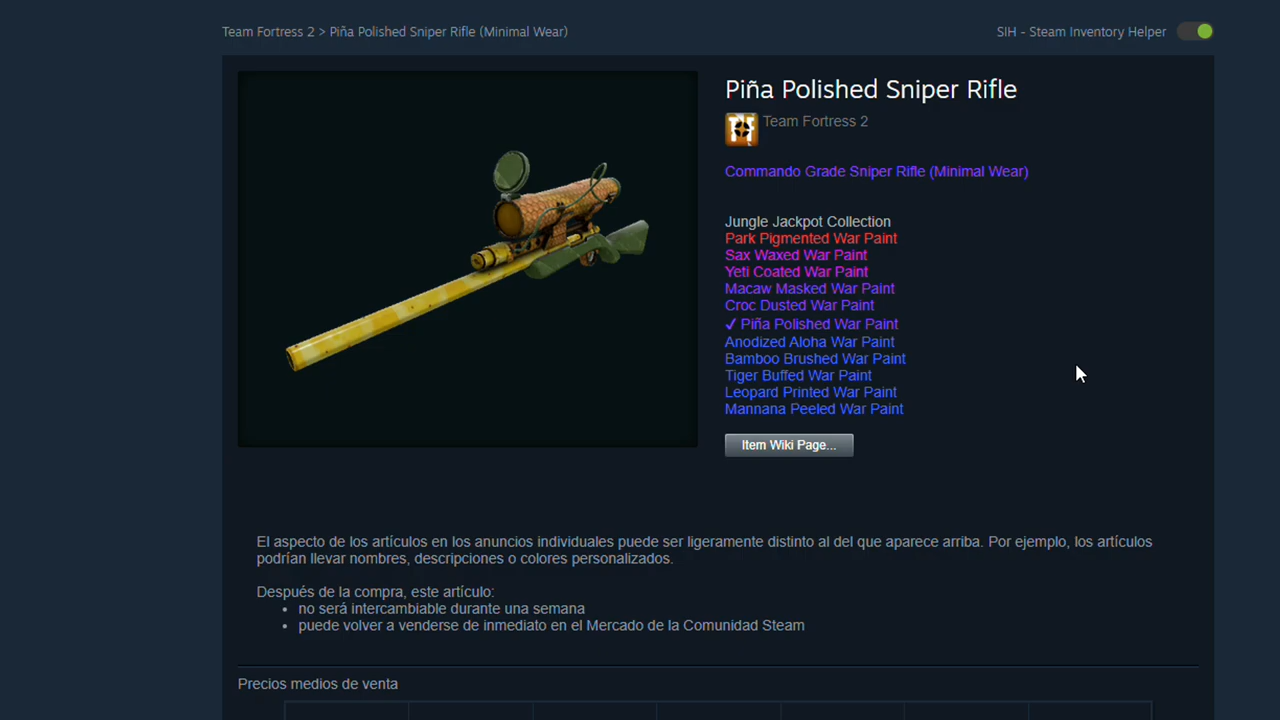 Team Fortress 2 > Piña Polished Sniper Rifle (Minimal Wear)
SIH - Steam Inventory Helper
Piña Polished Sniper Rifle
Team Fortress 2
Commando Grade Sniper Rifle (Minimal Wear)
Jungle Jackpot Collection
Park Pigmented War Paint
Sax Waxed War Paint
Yeti Coated War Paint
Macaw Masked War Paint
Croc Dusted War Paint
✔ Piña Polished War Paint
Anodized Aloha War Paint
Bamboo Brushed War Paint
Tiger Buffed War Paint
Leopard Printed War Paint
Mannana Peeled War Paint
Item Wiki Page...
El aspecto de los artículos en los anuncios individuales puede ser ligeramente distinto al del que aparece arriba. Por ejemplo, los artículos
podrían llevar nombres, descripciones o colores personalizados.
Después de la compra, este artículo:
• no será intercambiable durante una semana
• puede volver a venderse de inmediato en el Mercado de la Comunidad Steam
Precios medios de venta